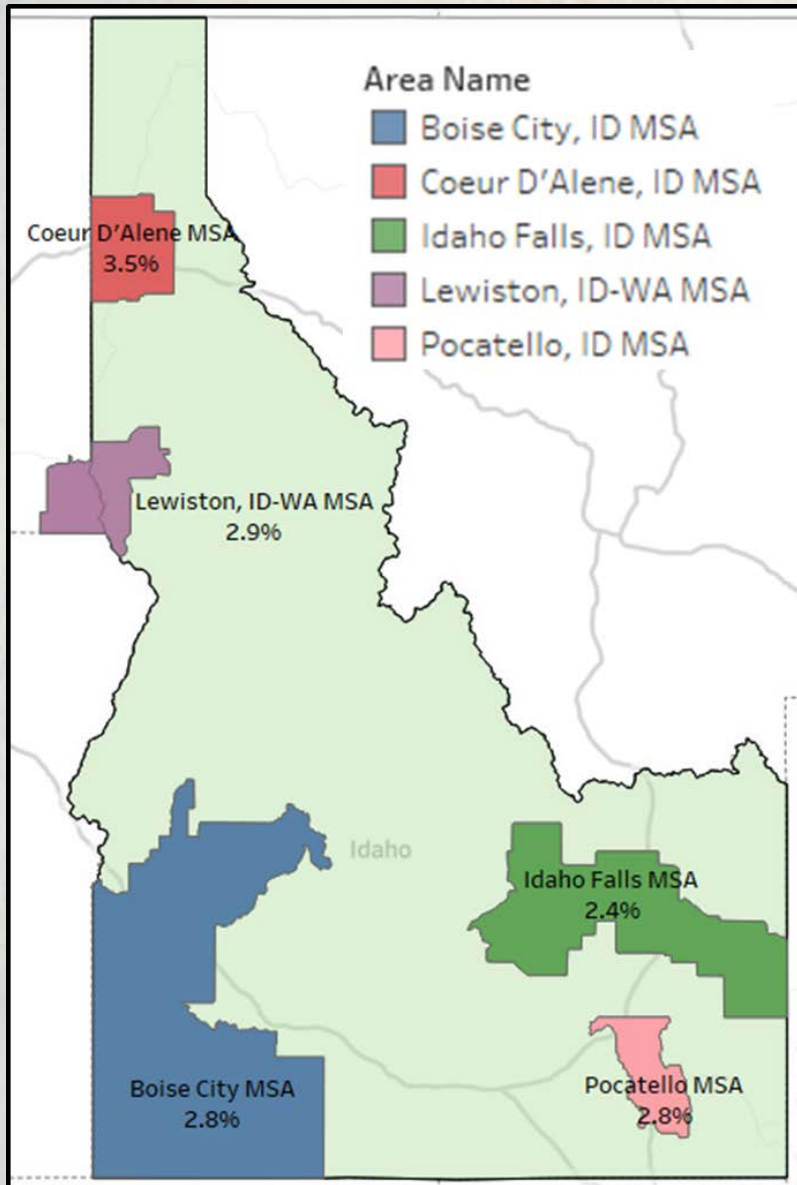 Area Name
Boise City, ID MSA
Coeur D'Alene, ID MSA
Idaho Falls, ID MSA
Lewiston, ID-WA MSA
Pocatello, ID MSA
Coeur D'Alene MSA
3.5%
Lewiston, ID-WA MSA
2.9%
Idaho
Idaho Falls MSA
2.4%
Boise City MSA
2.8%
Pocatello MSA
2.8%